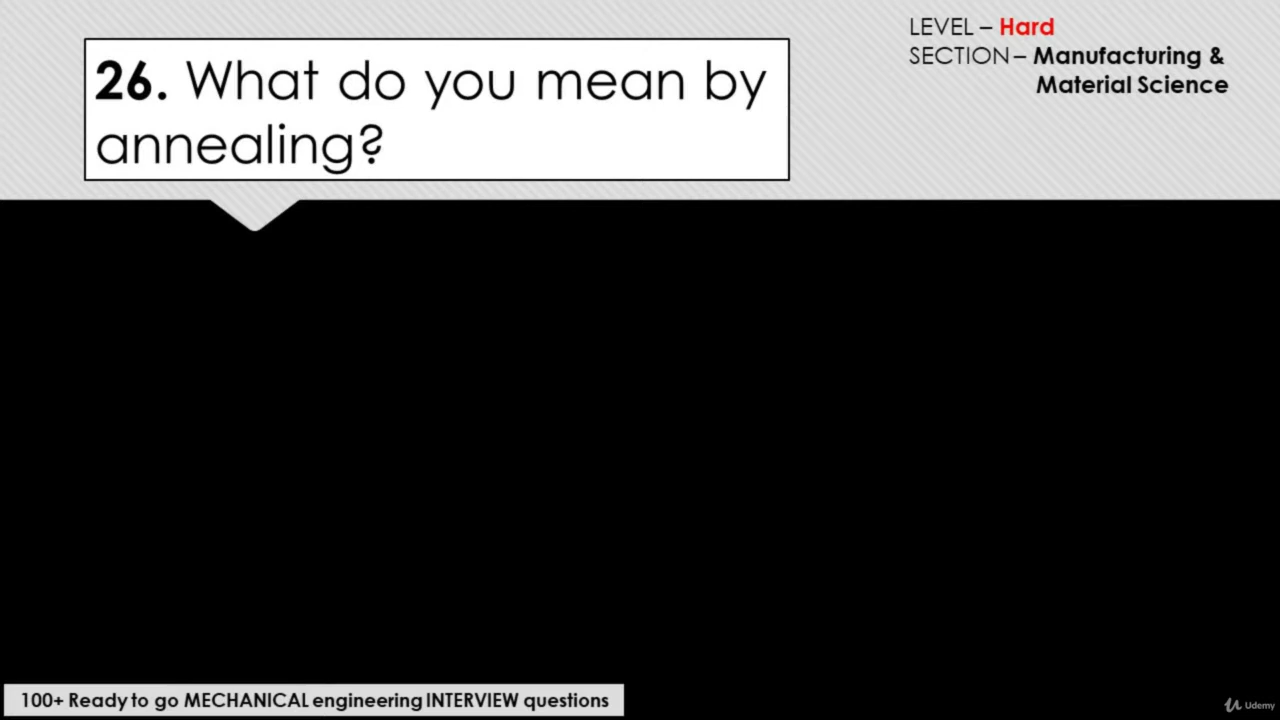 LEVEL – Hard
SECTION – Manufacturing &
Material Science
26. What do you mean by
annealing?
100+ Ready to go MECHANICAL engineering INTERVIEW questions
Udemy